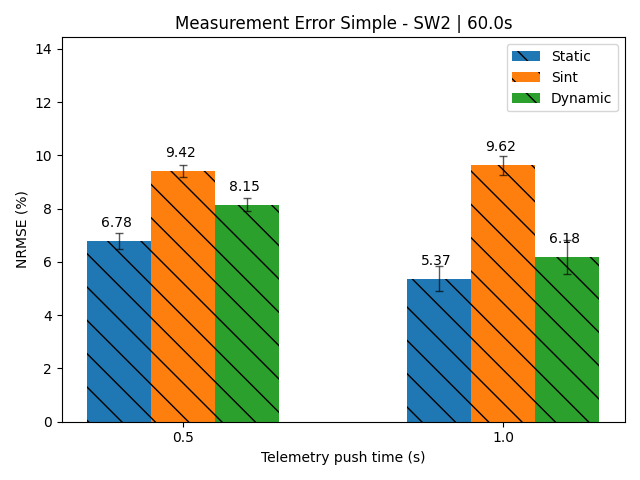 Measurement Error Simple - SW2 | 60.0s
NRMSE (%)
14
12
10
8
6
4
2
0
Static
Sint
Dynamic
6.78
9.42
8.15
5.37
9.62
6.18
0.5
1.0
Telemetry push time (s)